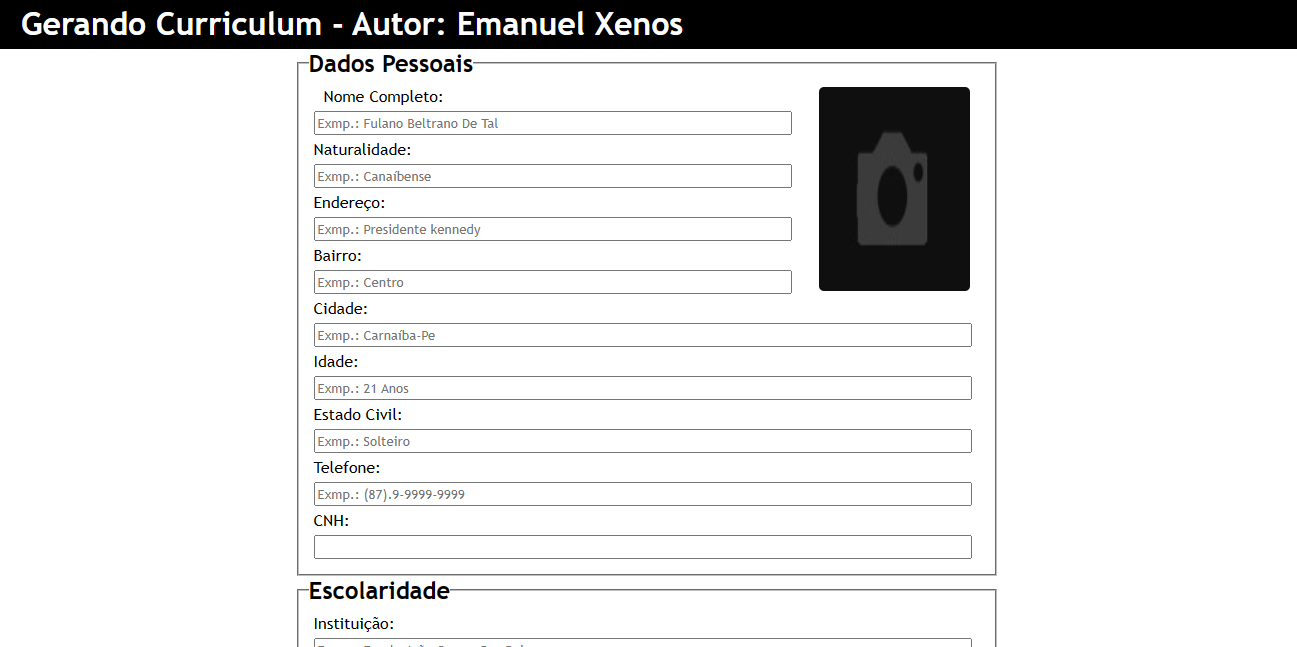 Gerando Curriculum - Autor: Emanuel Xenos
Dados Pessoais
Nome Completo:
Exmp.: Fulano Beltrano De Tal
Naturalidade:
Exmp.: Canaíbense
Endereço:
Exmp.: Presidente kennedy
Bairro:
Exmp.: Centro
Cidade:
Exmp.: Carnaíba-Pe
Idade:
Exmp.: 21 Anos
Estado Civil:
Exmp.: Solteiro
Telefone:
Exmp.: (87).9-9999-9999
CNH:
Escolaridade
Instituição: